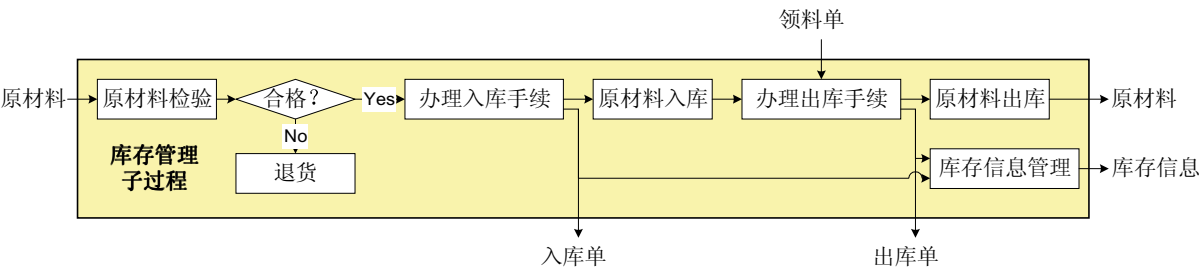 领料单
原材料
原材料检验
合格？
Yes
办理入库手续
原材料入库
办理出库手续
原材料出库
原材料
No
库存管理
子过程
退货
库存信息管理
库存信息
入库单
出库单